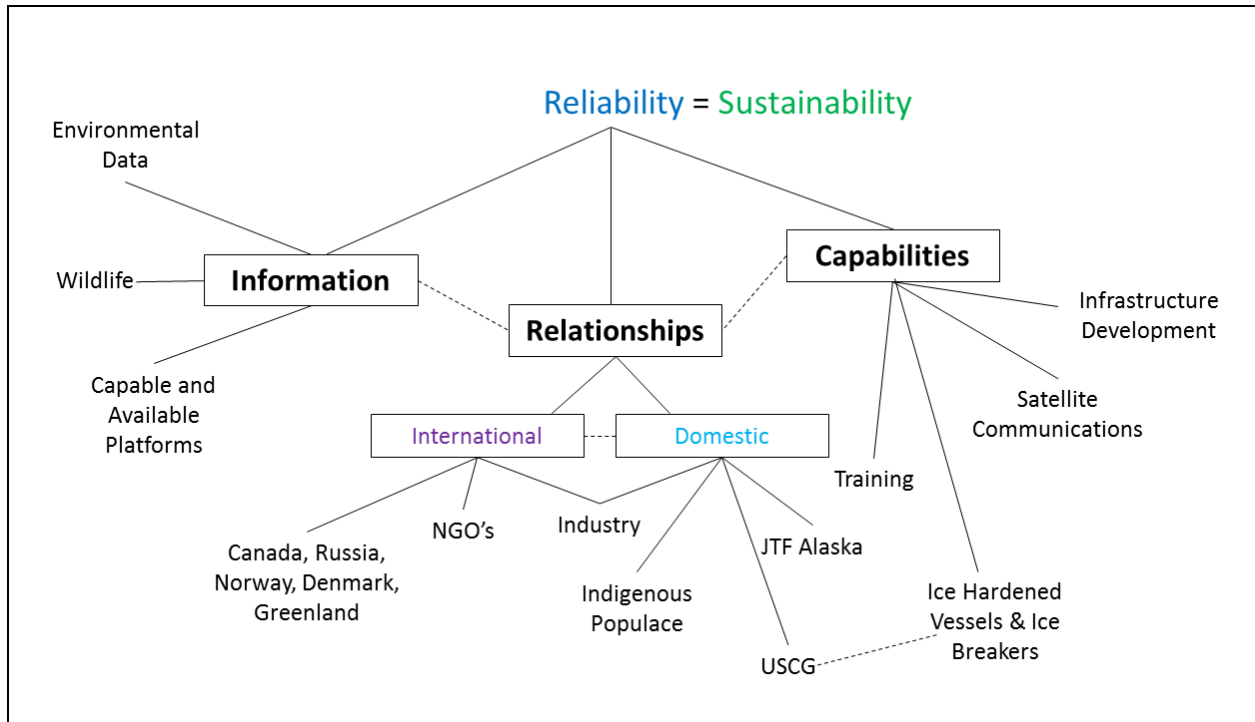 Reliability = Sustainability
Environmental
Data
Wildlife
Information
Capable and
Available
Platforms
Relationships
Capabilities
Infrastructure
Development
Satellite
Communications
Training
Ice Hardened
Vessels & Ice
Breakers
International
Domestic
Canada, Russia,
Norway, Denmark,
Greenland
NGO’s
Industry
Indigenous
Populace
JTF Alaska
USCG